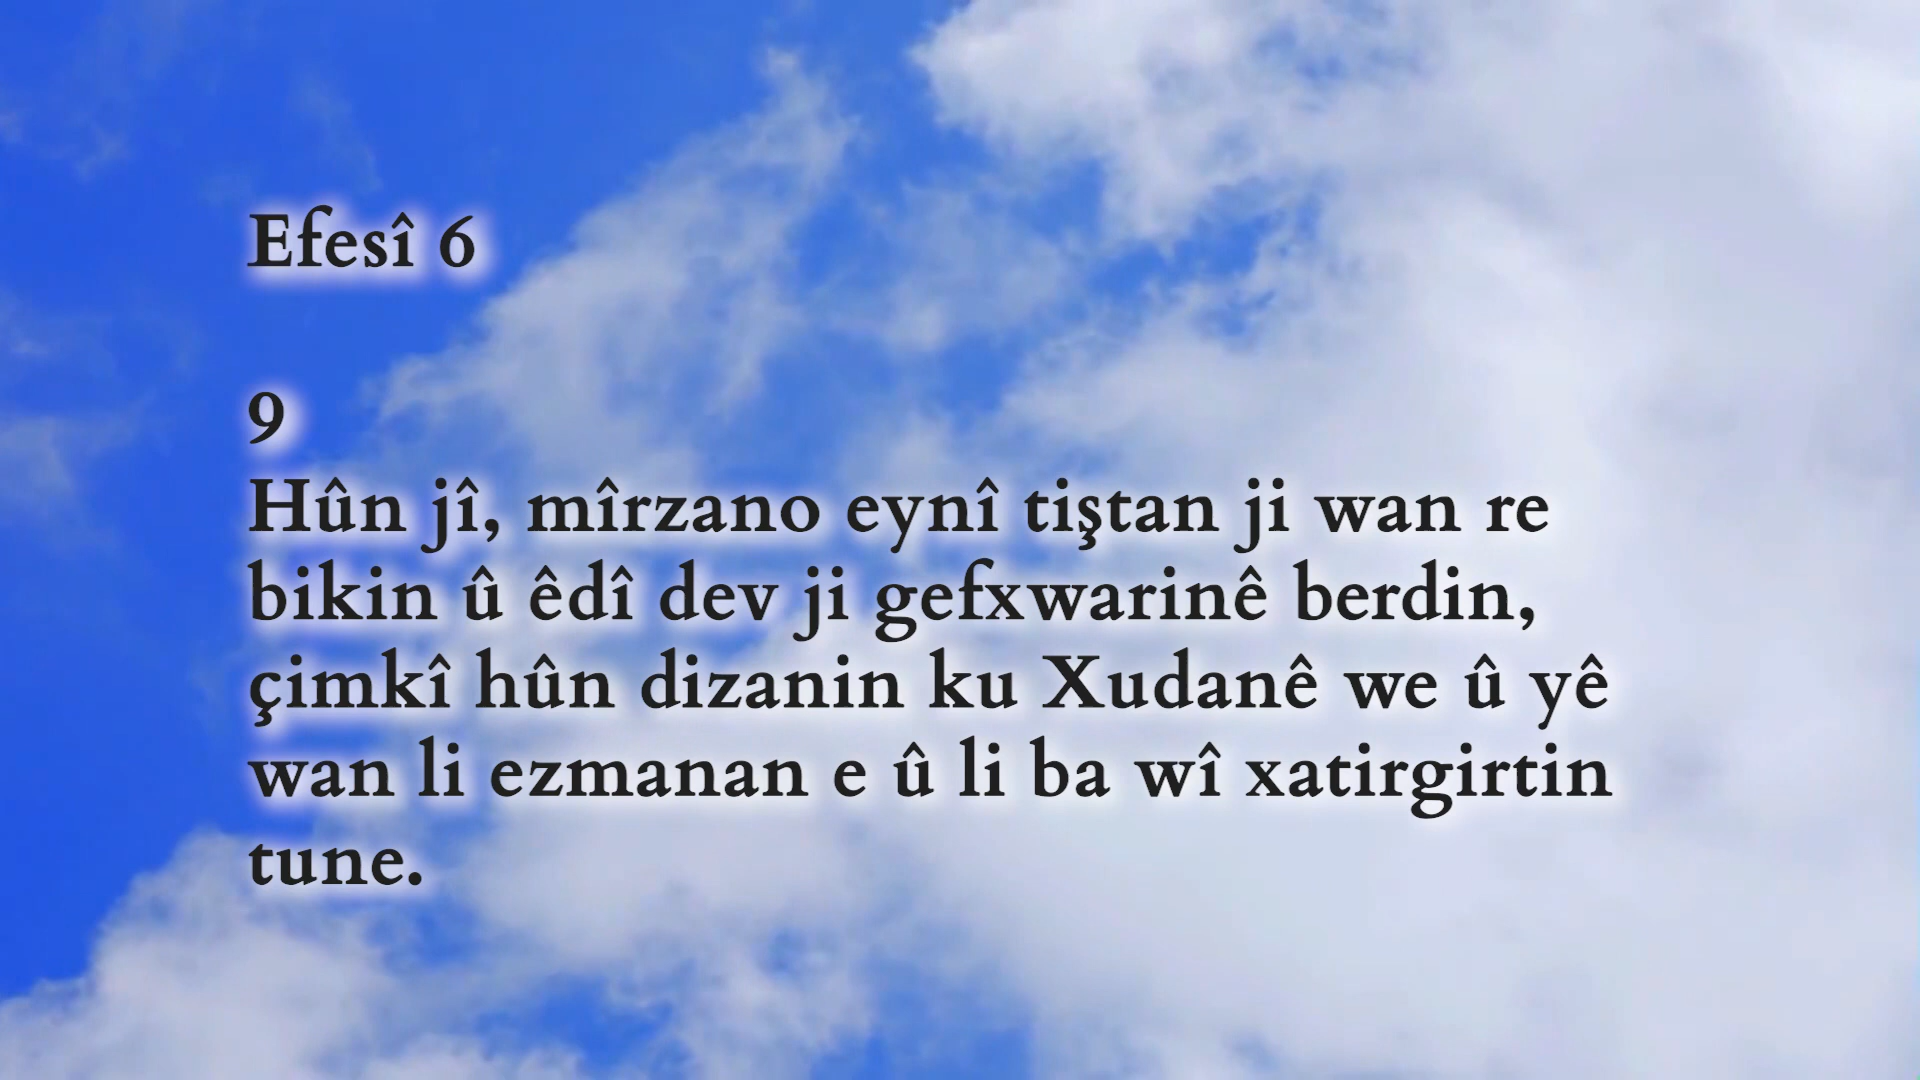 Efesî 6
9
Hûn jî, mîrzano eynî tiştan ji wan re
bikin û êdî dev ji gefxwarinê berdin,
çimkî hûn dizanin ku Xudanê we û yê
wan li ezmanan e û li ba wî xatirgirtin
tune.